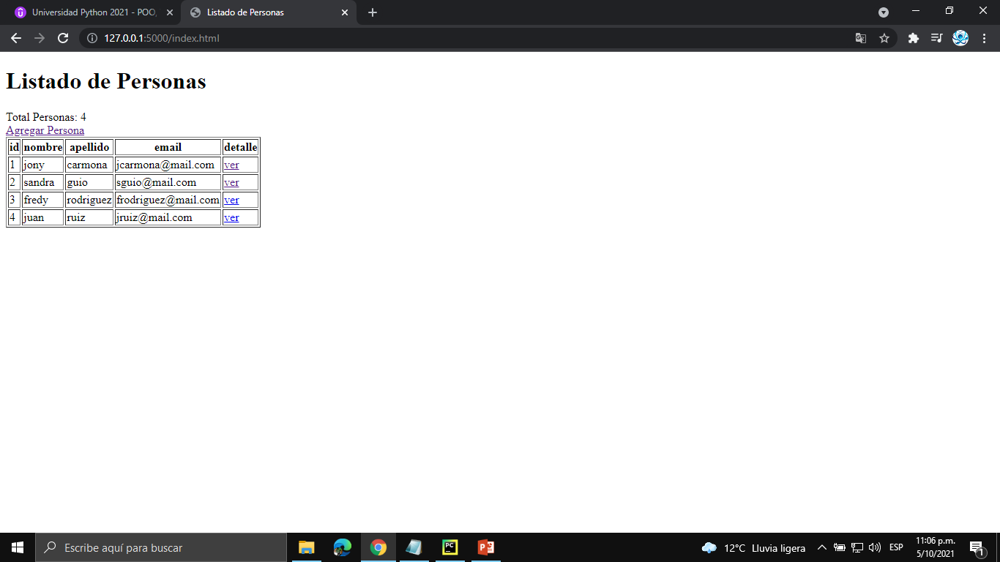 Universidad Python 2021 - POO,
Listado de Personas
127.0.0.1:5000/index.html
Listado de Personas
Total Personas: 4
Agregar Persona
id nombre apellido email detalle
1 jony carmona jcarmona@mail.com ver
2 sandra guio sguio@mail.com ver
3 fredy rodriguez frodriguez@mail.com ver
4 juan ruiz jruiz@mail.com ver
Escribe aquí para buscar
PC
12°C Lluvia ligera
ESP
11:06 p.m.
5/10/2021
1